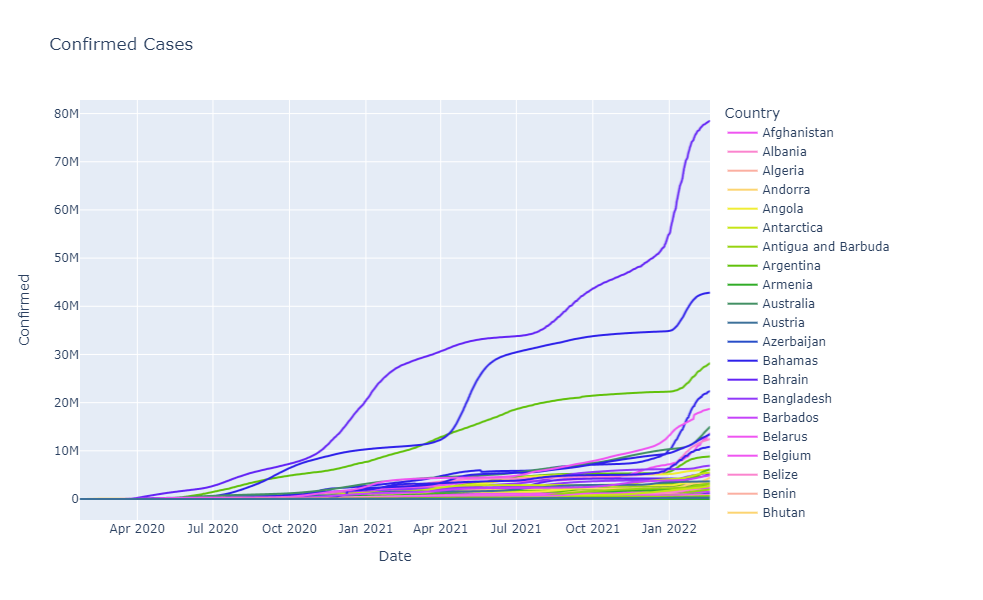 Confirmed Cases
Confirmed
80M
70M
60M
50M
40M
30M
20M
10M
0
Apr 2020
Jul 2020
Oct 2020
Jan 2021
Apr 2021
Jul 2021
Oct 2021
Jan 2022
Date
Country
Afghanistan
Albania
Algeria
Andorra
Angola
Antarctica
Antigua and Barbuda
Argentina
Armenia
Australia
Austria
Azerbaijan
Bahamas
Bahrain
Bangladesh
Barbados
Belarus
Belgium
Belize
Benin
Bhutan